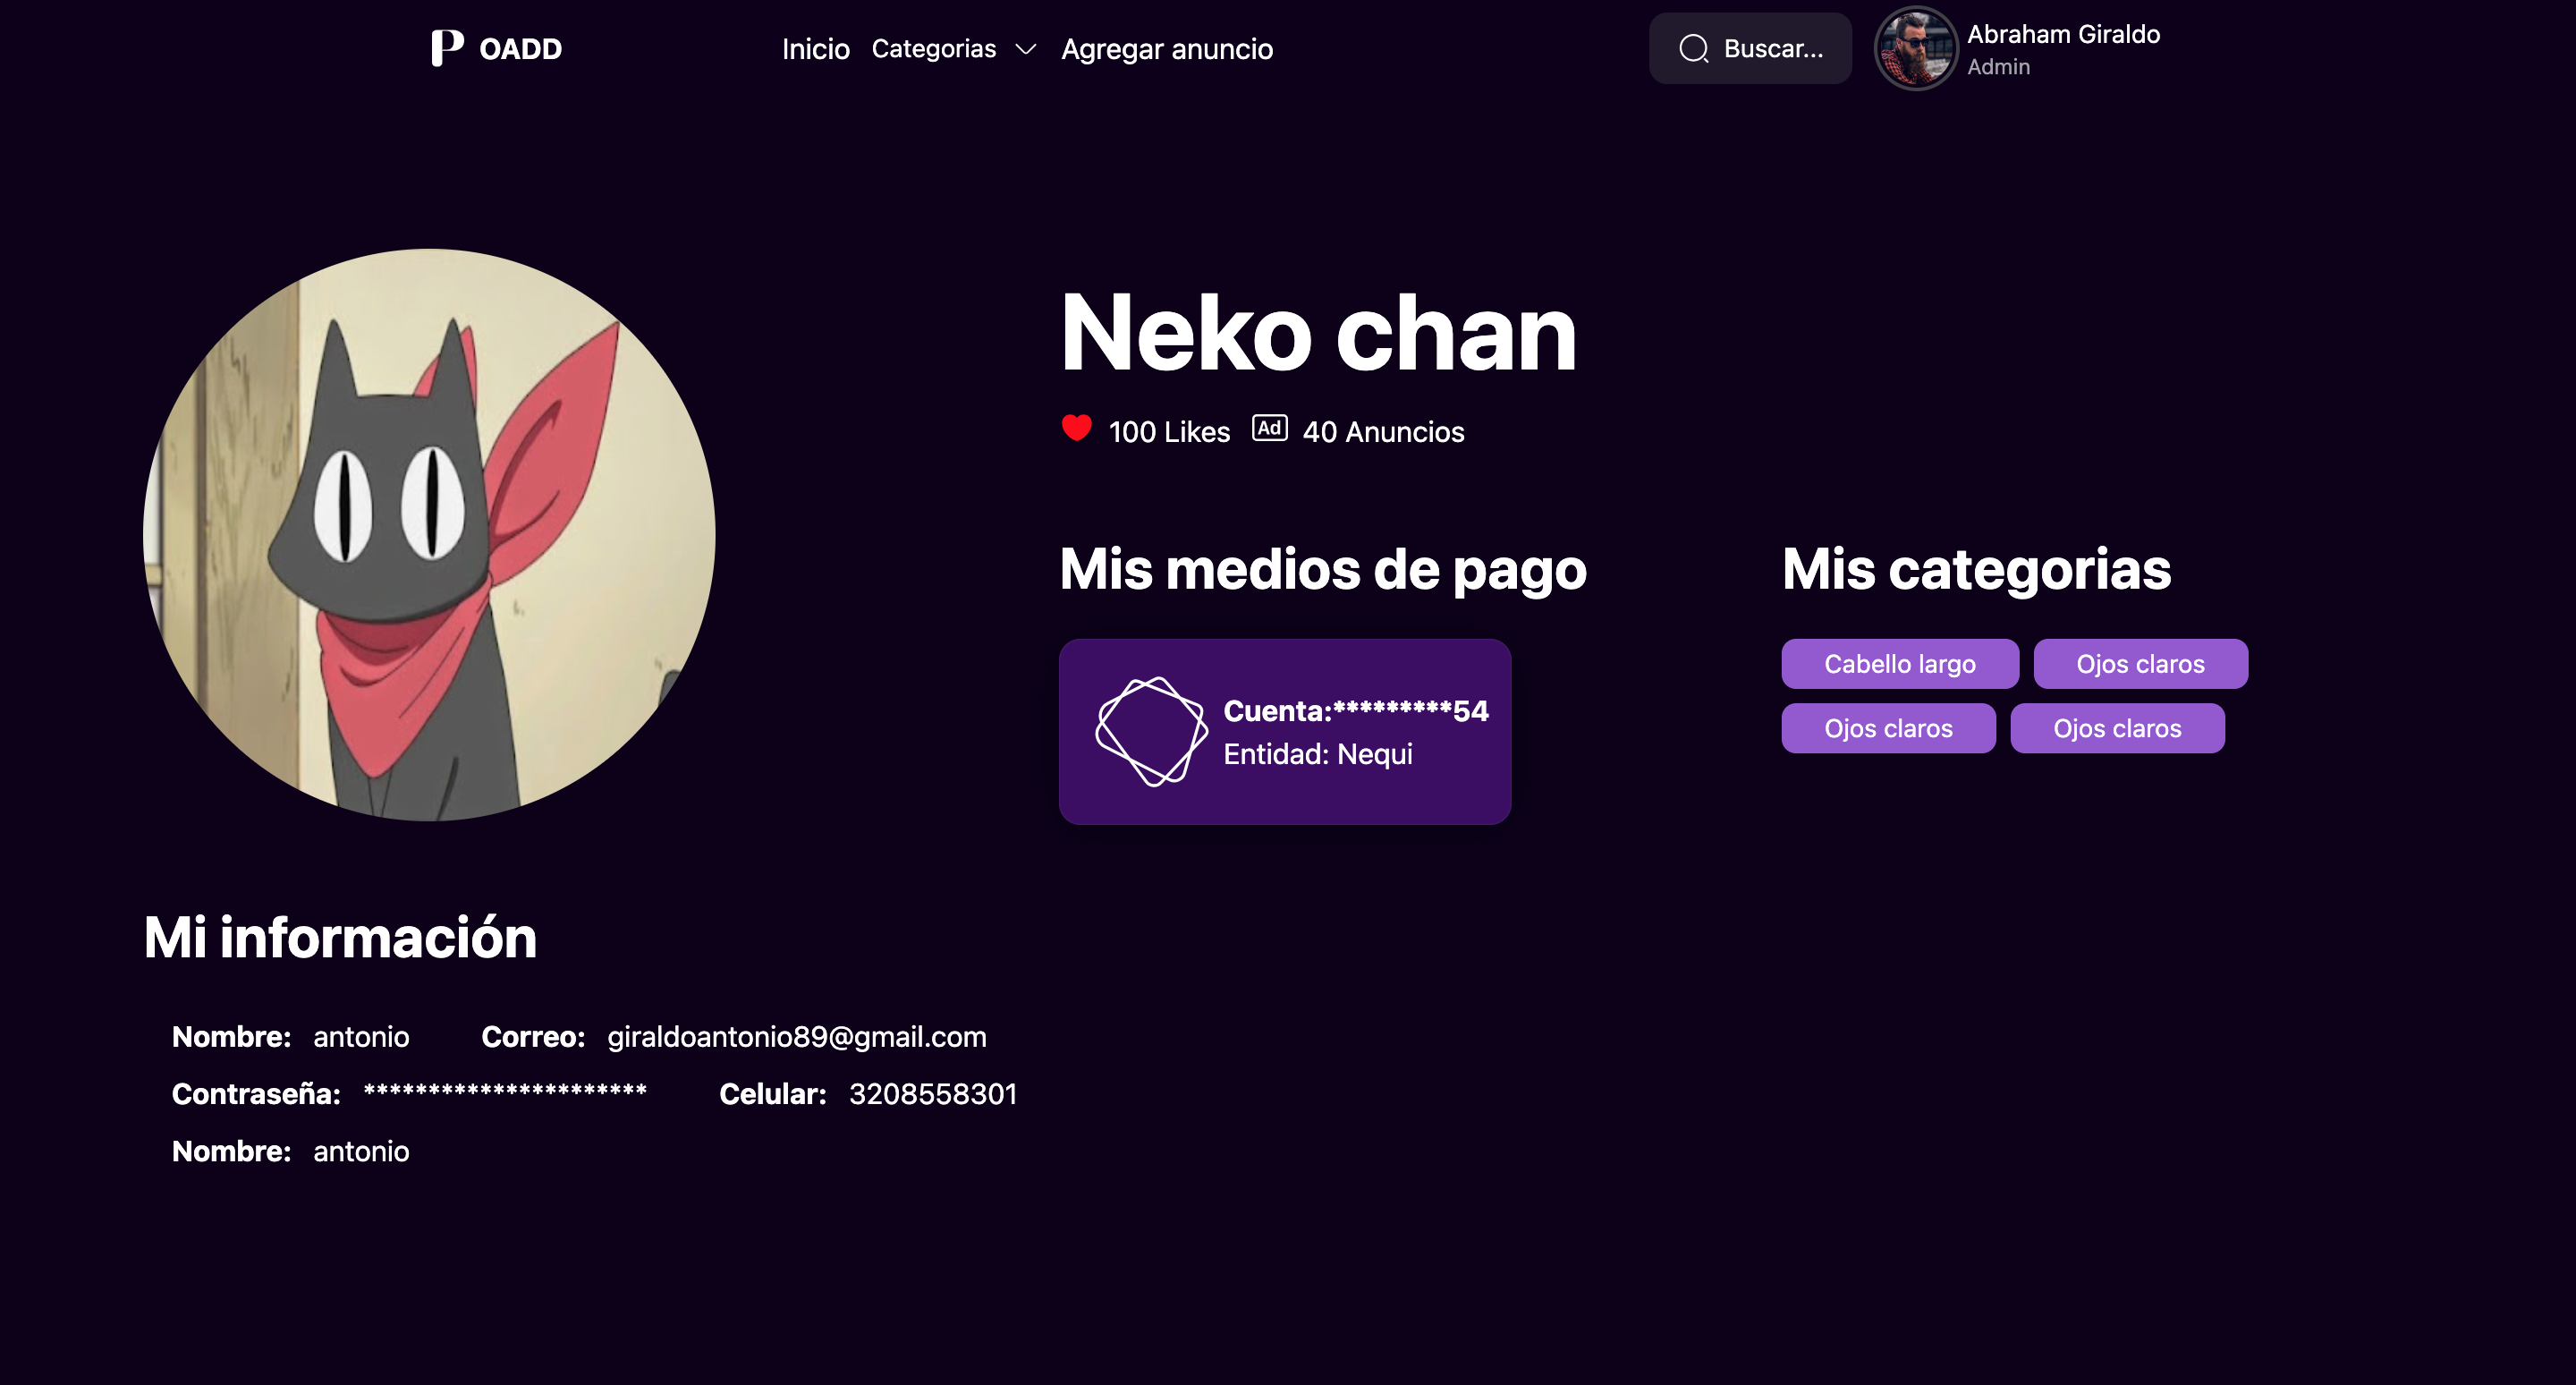 P OADD
Inicio Categorias Agregar anuncio
Buscar...
Abraham Giraldo
Admin
Neko chan
100 Likes Ad 40 Anuncios
Mis medios de pago
Cuenta:*********54
Entidad: Nequi
Mis categorias
Cabello largo Ojos claros
Ojos claros Ojos claros
Mi información
Nombre: antonio Correo: giraldoantonio89@gmail.com
Contraseña: ********************** Celular: 3208558301
Nombre: antonio